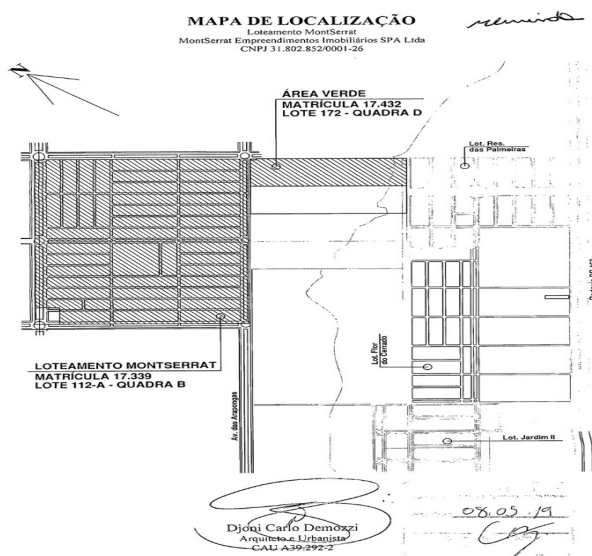 MAPA DE LOCALIZAÇÃO
Loteamento MontSerrat
MontSerrat Empreendimentos Imobiliários SPA Ltda
CNPJ 31.802.852/0001-26
N
ÁREA VERDE
MATRÍCULA 17.432
LOTE 172 - QUADRA D
Lot. Res.
das Palmeiras
LOTEAMENTO MONTSERRAT
MATRÍCULA 17.339
LOTE 112-A - QUADRA B
Av. das Arapongas
Lot. Flor
do Cerrado
Lot. Jardim II
Djoni Carlo Demozzi
Arquiteto e Urbanista
CAU A39.292-2
08.05.19